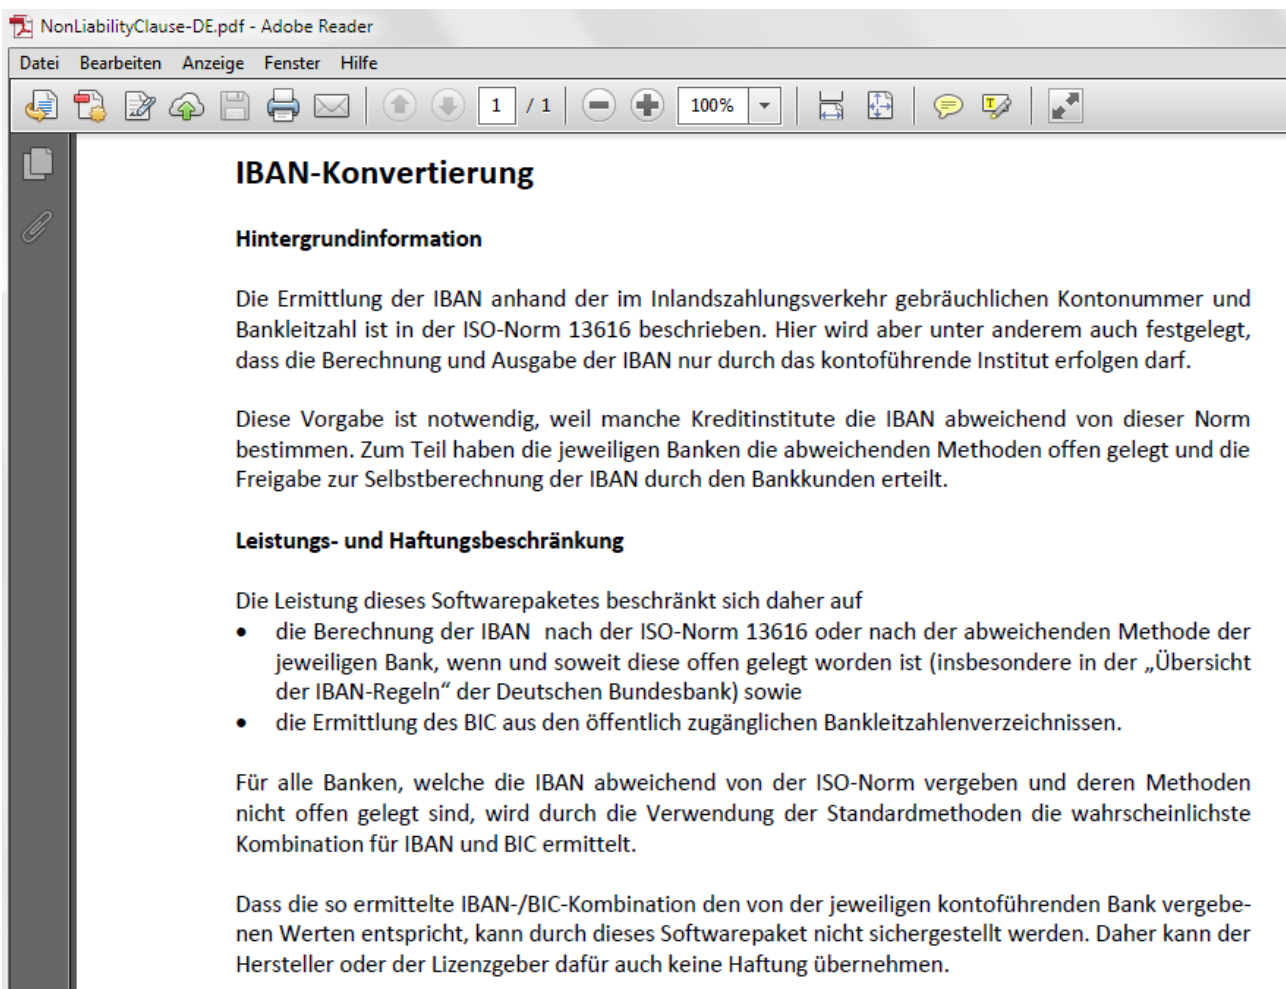 NonLiabilityClause-DE.pdf - Adobe Reader
Datei Bearbeiten Anzeige Fenster Hilfe
1 / 1 100%
IBAN-Konvertierung
Hintergrundinformation
Die Ermittlung der IBAN anhand der im Inlandszahlungsverkehr gebräuchlichen Kontonummer und
Bankleitzahl ist in der ISO-Norm 13616 beschrieben. Hier wird aber unter anderem auch festgelegt,
dass die Berechnung und Ausgabe der IBAN nur durch das kontoführende Institut erfolgen darf.
Diese Vorgabe ist notwendig, weil manche Kreditinstitute die IBAN abweichend von dieser Norm
bestimmen. Zum Teil haben die jeweiligen Banken die abweichenden Methoden offen gelegt und die
Freigabe zur Selbstberechnung der IBAN durch den Bankkunden erteilt.
Leistungs- und Haftungsbeschränkung
Die Leistung dieses Softwarepaketes beschränkt sich daher auf
• die Berechnung der IBAN nach der ISO-Norm 13616 oder nach der abweichenden Methode der
jeweiligen Bank, wenn und soweit diese offen gelegt worden ist (insbesondere in der „Übersicht
der IBAN-Regeln“ der Deutschen Bundesbank) sowie
• die Ermittlung des BIC aus den öffentlich zugänglichen Bankleitzahlenverzeichnissen.
Für alle Banken, welche die IBAN abweichend von der ISO-Norm vergeben und deren Methoden
nicht offen gelegt sind, wird durch die Verwendung der Standardmethoden die wahrscheinlichste
Kombination für IBAN und BIC ermittelt.
Dass die so ermittelte IBAN-/BIC-Kombination den von der jeweiligen kontoführenden Bank vergebe-
nen Werten entspricht, kann durch dieses Softwarepaket nicht sichergestellt werden. Daher kann der
Hersteller oder der Lizenzgeber dafür auch keine Haftung übernehmen.